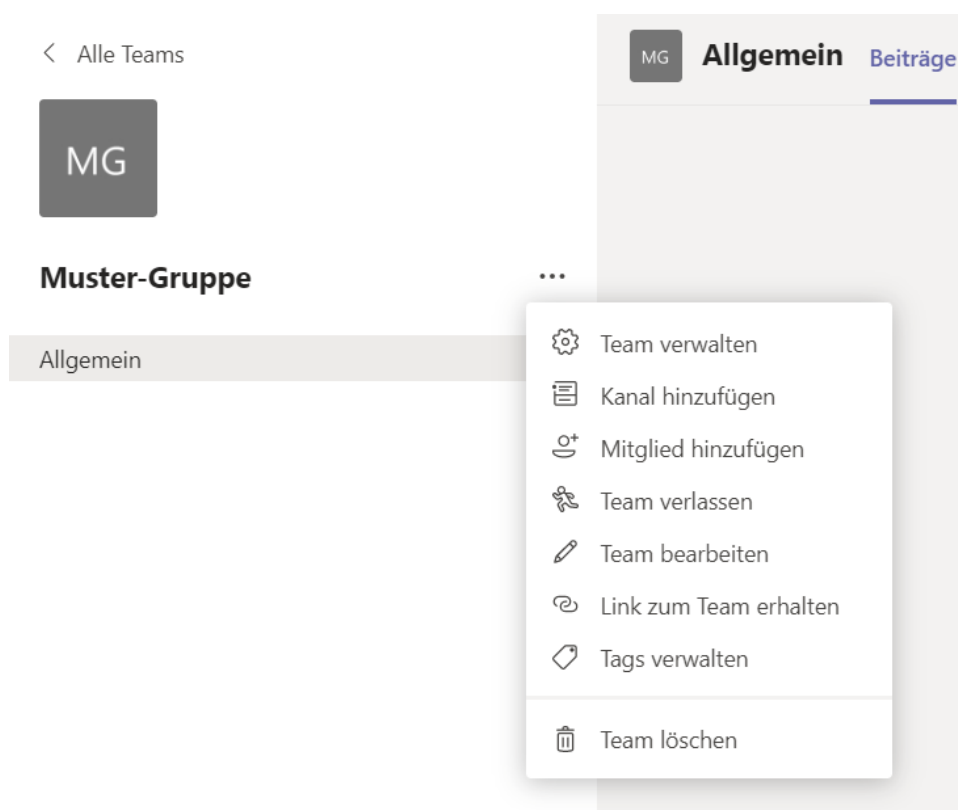 Alle Teams
MG
Muster-Gruppe
Allgemein
MG Allgemein Beiträge
Team verwalten
Kanal hinzufügen
Mitglied hinzufügen
Team verlassen
Team bearbeiten
Link zum Team erhalten
Tags verwalten
Team löschen